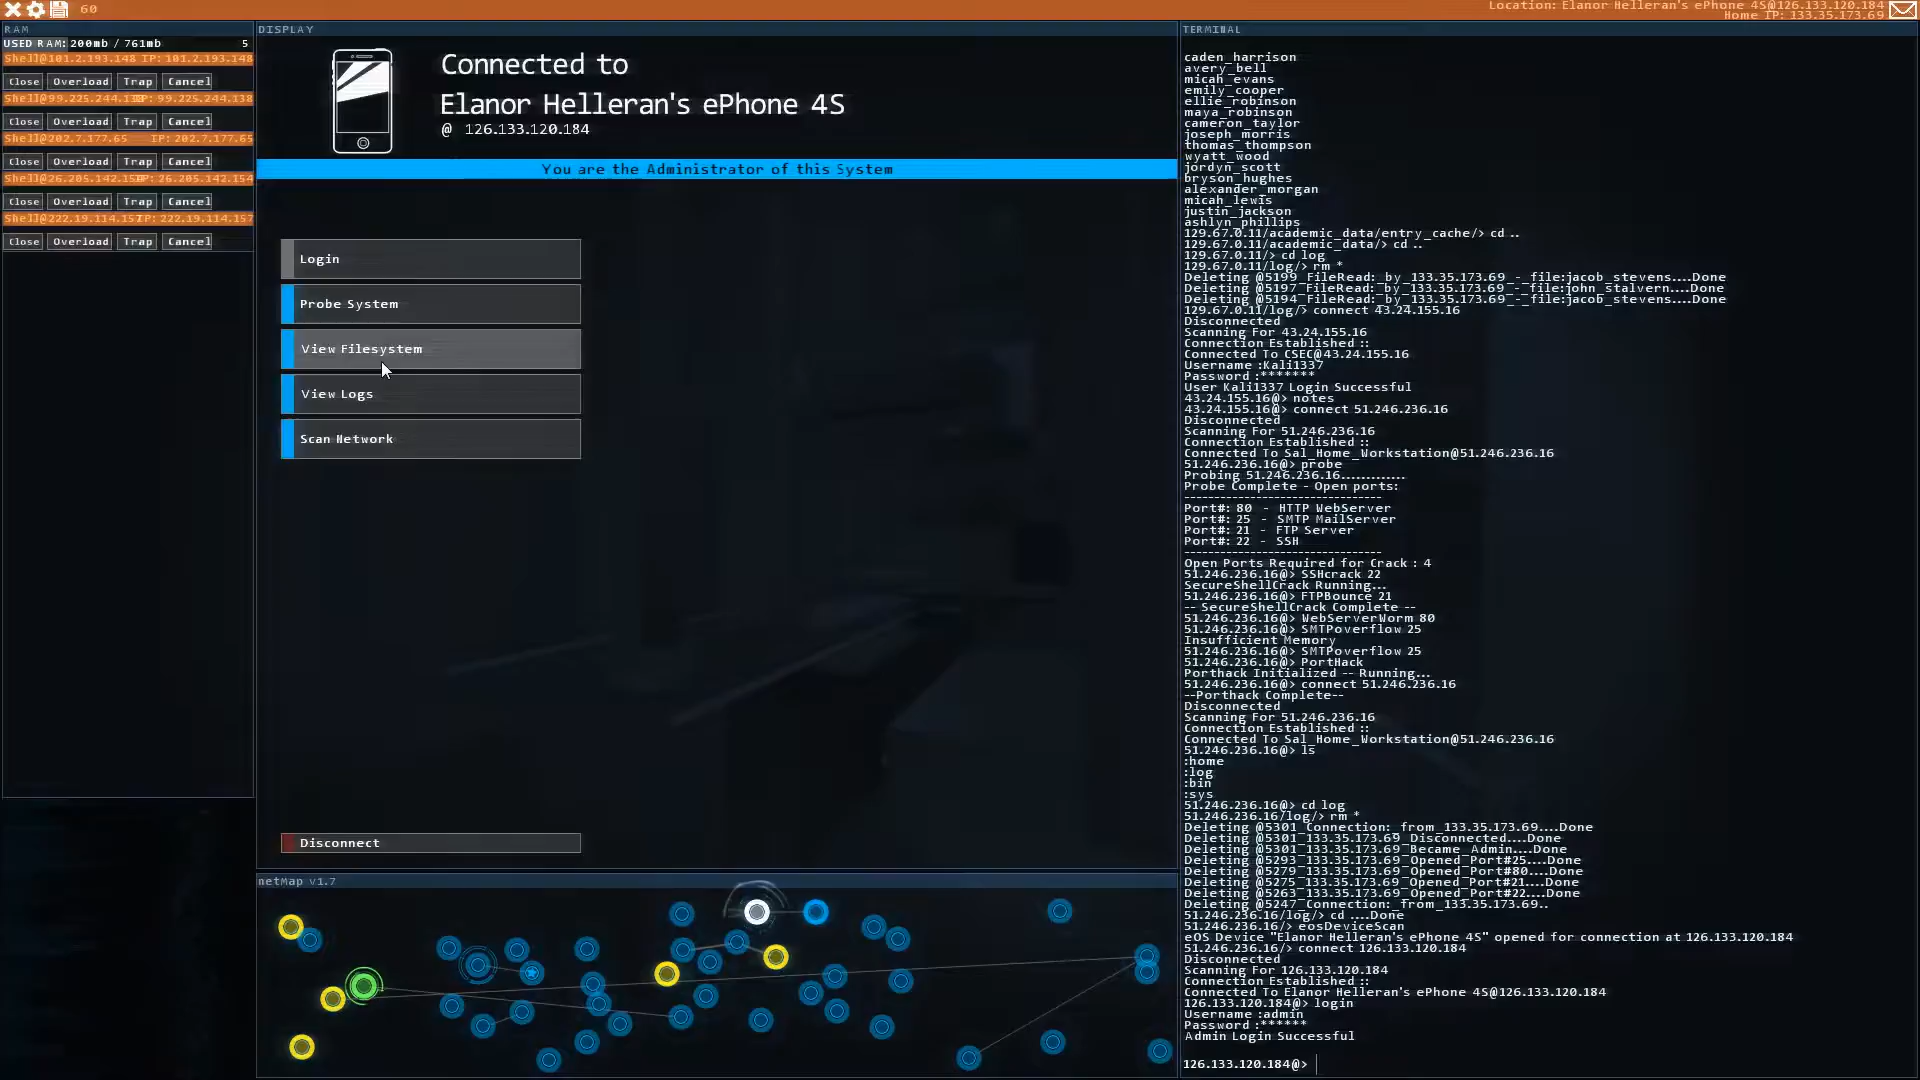 60
Location: Elanor Helleran's ePhone 4S@126.133.120.184
Home IP: 133.35.173.69
RAM
USED RAM: 200mb / 761mb 5
Shell@101.2.193.148 IP: 101.2.193.148
Close Overload Trap Cancel
Shell@99.225.244.138 IP: 99.225.244.138
Close Overload Trap Cancel
Shell@202.7.177.65 IP: 202.7.177.65
Close Overload Trap Cancel
Shell@26.205.142.154 IP: 26.205.142.154
Close Overload Trap Cancel
Shell@222.19.114.157 IP: 222.19.114.157
Close Overload Trap Cancel
DISPLAY
Connected to
Elanor Helleran's ePhone 4S
@ 126.133.120.184
You are the Administrator of this System
Login
Probe System
View Filesystem
View Logs
Scan Network
Disconnect
netMap v1.7
TERMINAL
caden_harrison
avery_bell
micah_evans
emily_cooper
ellie_robinson
maya_robinson
cameron_taylor
joseph_morris
thomas_thompson
wyatt_wood
jordyn_scott
bryson_hughes
alexander_morgan
micah_lewis
justin_jackson
ashlyn_phillips
129.67.0.11/academic_data/entry_cache/> cd ..
129.67.0.11/academic_data/> cd ..
129.67.0.11/> cd log
129.67.0.11/log/> rm *
Deleting @5199_FileRead:_by_133.35.173.69_-_file:jacob_stevens....Done
Deleting @5197_FileRead:_by_133.35.173.69_-_file:john_stalvern....Done
Deleting @5194_FileRead:_by_133.35.173.69_-_file:jacob_stevens....Done
129.67.0.11/log/> connect 43.24.155.16
Disconnected
Scanning For 43.24.155.16
Connection Established ::
Connected To CSEC@43.24.155.16
Username :Kali1337
Password :*******
User Kali1337 Login Successful
43.24.155.16@> notes
43.24.155.16@> connect 51.246.236.16
Disconnected
Scanning For 51.246.236.16
Connection Established ::
Connected To Sal_Home_Workstation@51.246.236.16
51.246.236.16@> probe
Probing 51.246.236.16.............
Probe Complete - Open ports:
---------------------------------
Port#: 80 - HTTP WebServer
Port#: 25 - SMTP MailServer
Port#: 21 - FTP Server
Port#: 22 - SSH
---------------------------------
Open Ports Required for Crack : 4
51.246.236.16@> SSHcrack 22
SecureShellCrack Running...
51.246.236.16@> FTPBounce 21
-- SecureShellCrack Complete --
51.246.236.16@> WebServerWorm 80
51.246.236.16@> SMTPoverflow 25
Insufficient Memory
51.246.236.16@> SMTPoverflow 25
51.246.236.16@> PortHack
Porthack Initialized -- Running...
51.246.236.16@> connect 51.246.236.16
--Porthack Complete--
Disconnected
Scanning For 51.246.236.16
Connection Established ::
Connected To Sal_Home_Workstation@51.246.236.16
51.246.236.16@> ls
:home
:log
:bin
:sys
51.246.236.16@> cd log
51.246.236.16/log/> rm *
Deleting @5301_Connection:_from_133.35.173.69....Done
Deleting @5301_133.35.173.69_Disconnected....Done
Deleting @5301_133.35.173.69_Became_Admin....Done
Deleting @5293_133.35.173.69_Opened_Port#25....Done
Deleting @5279_133.35.173.69_Opened_Port#80....Done
Deleting @5275_133.35.173.69_Opened_Port#21....Done
Deleting @5263_133.35.173.69_Opened_Port#22....Done
Deleting @5247_Connection:_from_133.35.173.69..
51.246.236.16/log/> cd ....Done
51.246.236.16/> eosDeviceScan
eOS Device "Elanor Helleran's ePhone 4S" opened for connection at 126.133.120.184
51.246.236.16/> connect 126.133.120.184
Disconnected
Scanning For 126.133.120.184
Connection Established ::
Connected To Elanor Helleran's ePhone 4S@126.133.120.184
126.133.120.184@> login
Username :admin
Password :******
Admin Login Successful
126.133.120.184@>